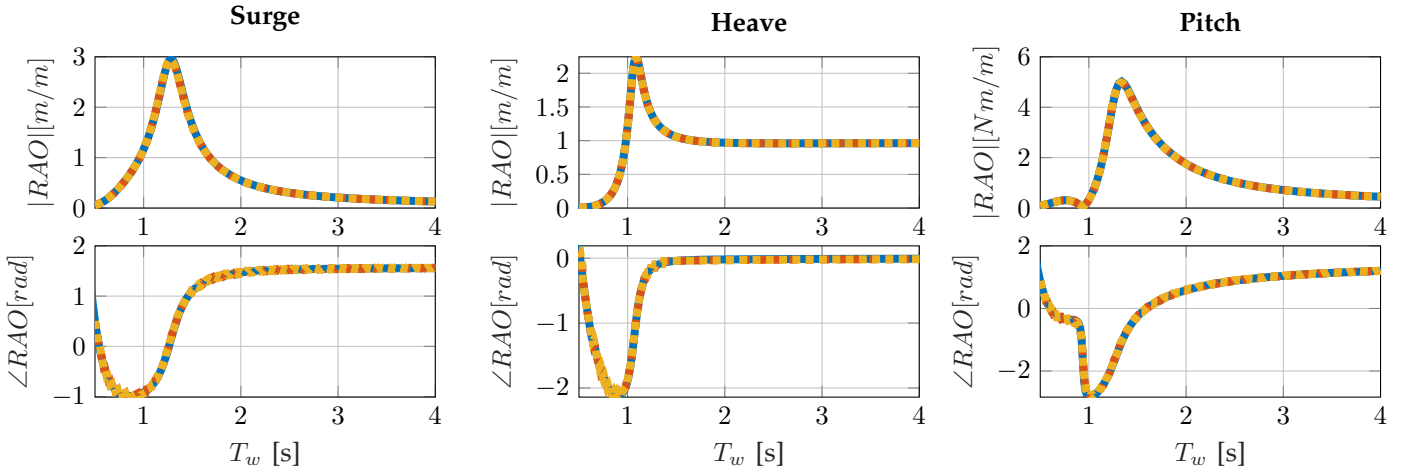 Surge
Heave
Pitch
|RAO|[m/m]
3
2
1
0
1 2 3 4
|RAO|[m/m]
2
1.5
1
0.5
0
1 2 3 4
|RAO|[Nm/m]
6
4
2
0
1 2 3 4
∠RAO[rad]
2
1
0
−1
1 2 3 4
T_w [s]
∠RAO[rad]
0
−1
−2
1 2 3 4
T_w [s]
∠RAO[rad]
2
0
−2
1 2 3 4
T_w [s]